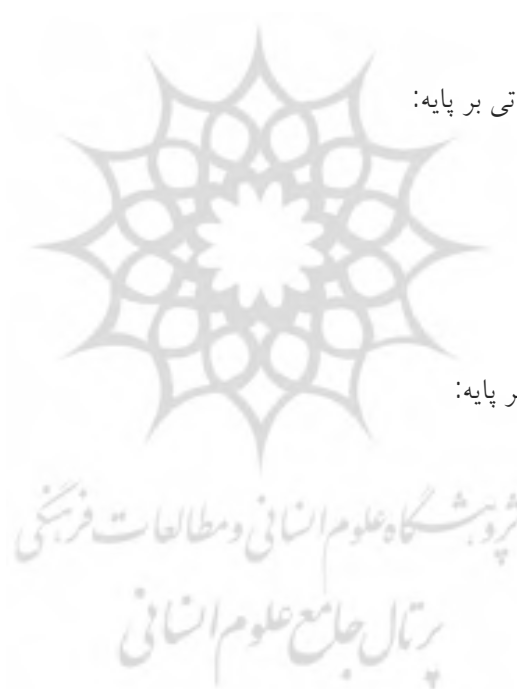 تی بر پایه:
ر پایه:
پژوهشگاه علوم انسانی و مطالعات فرهنگی
پرتال جامع علوم انسانی